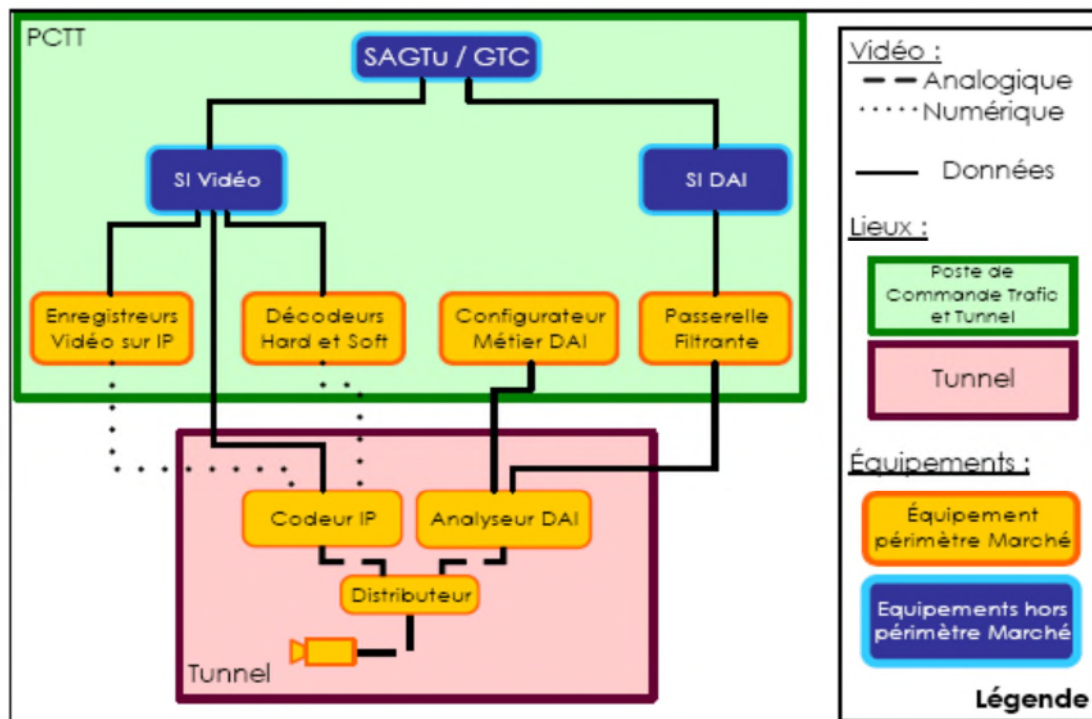 PCTT
SAGTu / GTC
SI Vidéo
SI DAI
Enregistreurs
Vidéo sur IP
Décodeurs
Hard et Soft
Configurateur
Métier DAI
Passerelle
Filtrante
Codeur IP
Analyseur DAI
Distributeur
Tunnel
Vidéo :
Analogique
Numérique
Données
Lieux :
Poste de
Commande Trafic
et Tunnel
Tunnel
Équipements :
Équipement
périmètre Marché
Equipements hors
périmètre Marché
Légende